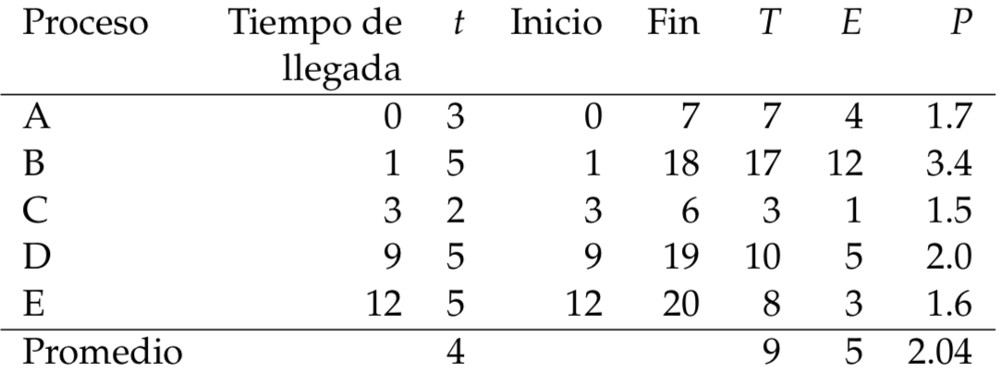 Proceso Tiempo de t Inicio Fin T E P
llegada
A 0 3 0 7 7 4 1.7
B 1 5 1 18 17 12 3.4
C 3 2 3 6 3 1 1.5
D 9 5 9 19 10 5 2.0
E 12 5 12 20 8 3 1.6
Promedio 4 9 5 2.04